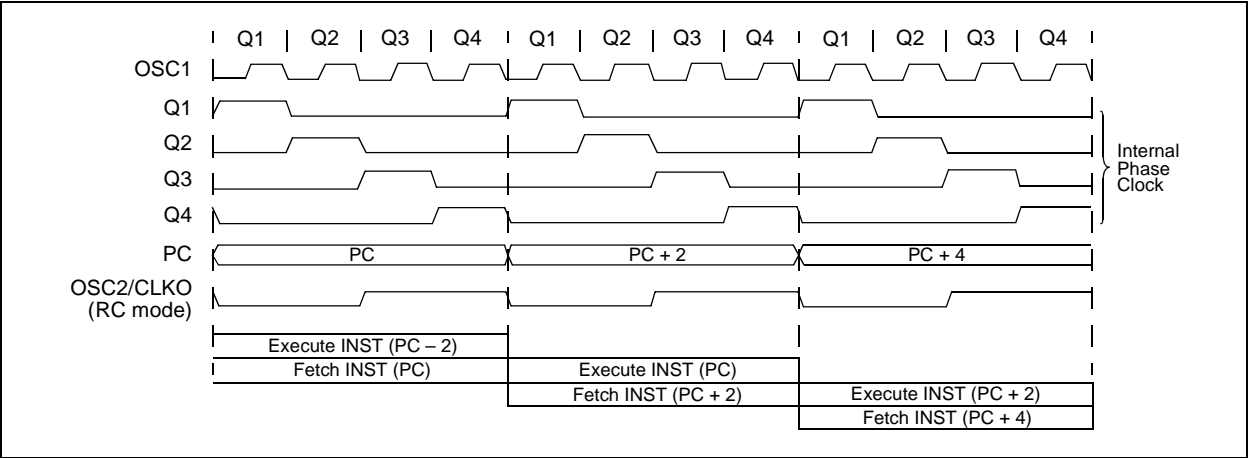 Q1 Q2 Q3 Q4 Q1 Q2 Q3 Q4 Q1 Q2 Q3 Q4
OSC1
Q1
Q2
Q3
Q4
Internal
Phase
Clock
PC
PC PC + 2 PC + 4
OSC2/CLKO
(RC mode)
Execute INST (PC – 2)
Fetch INST (PC) Execute INST (PC)
Fetch INST (PC + 2) Execute INST (PC + 2)
Fetch INST (PC + 4)